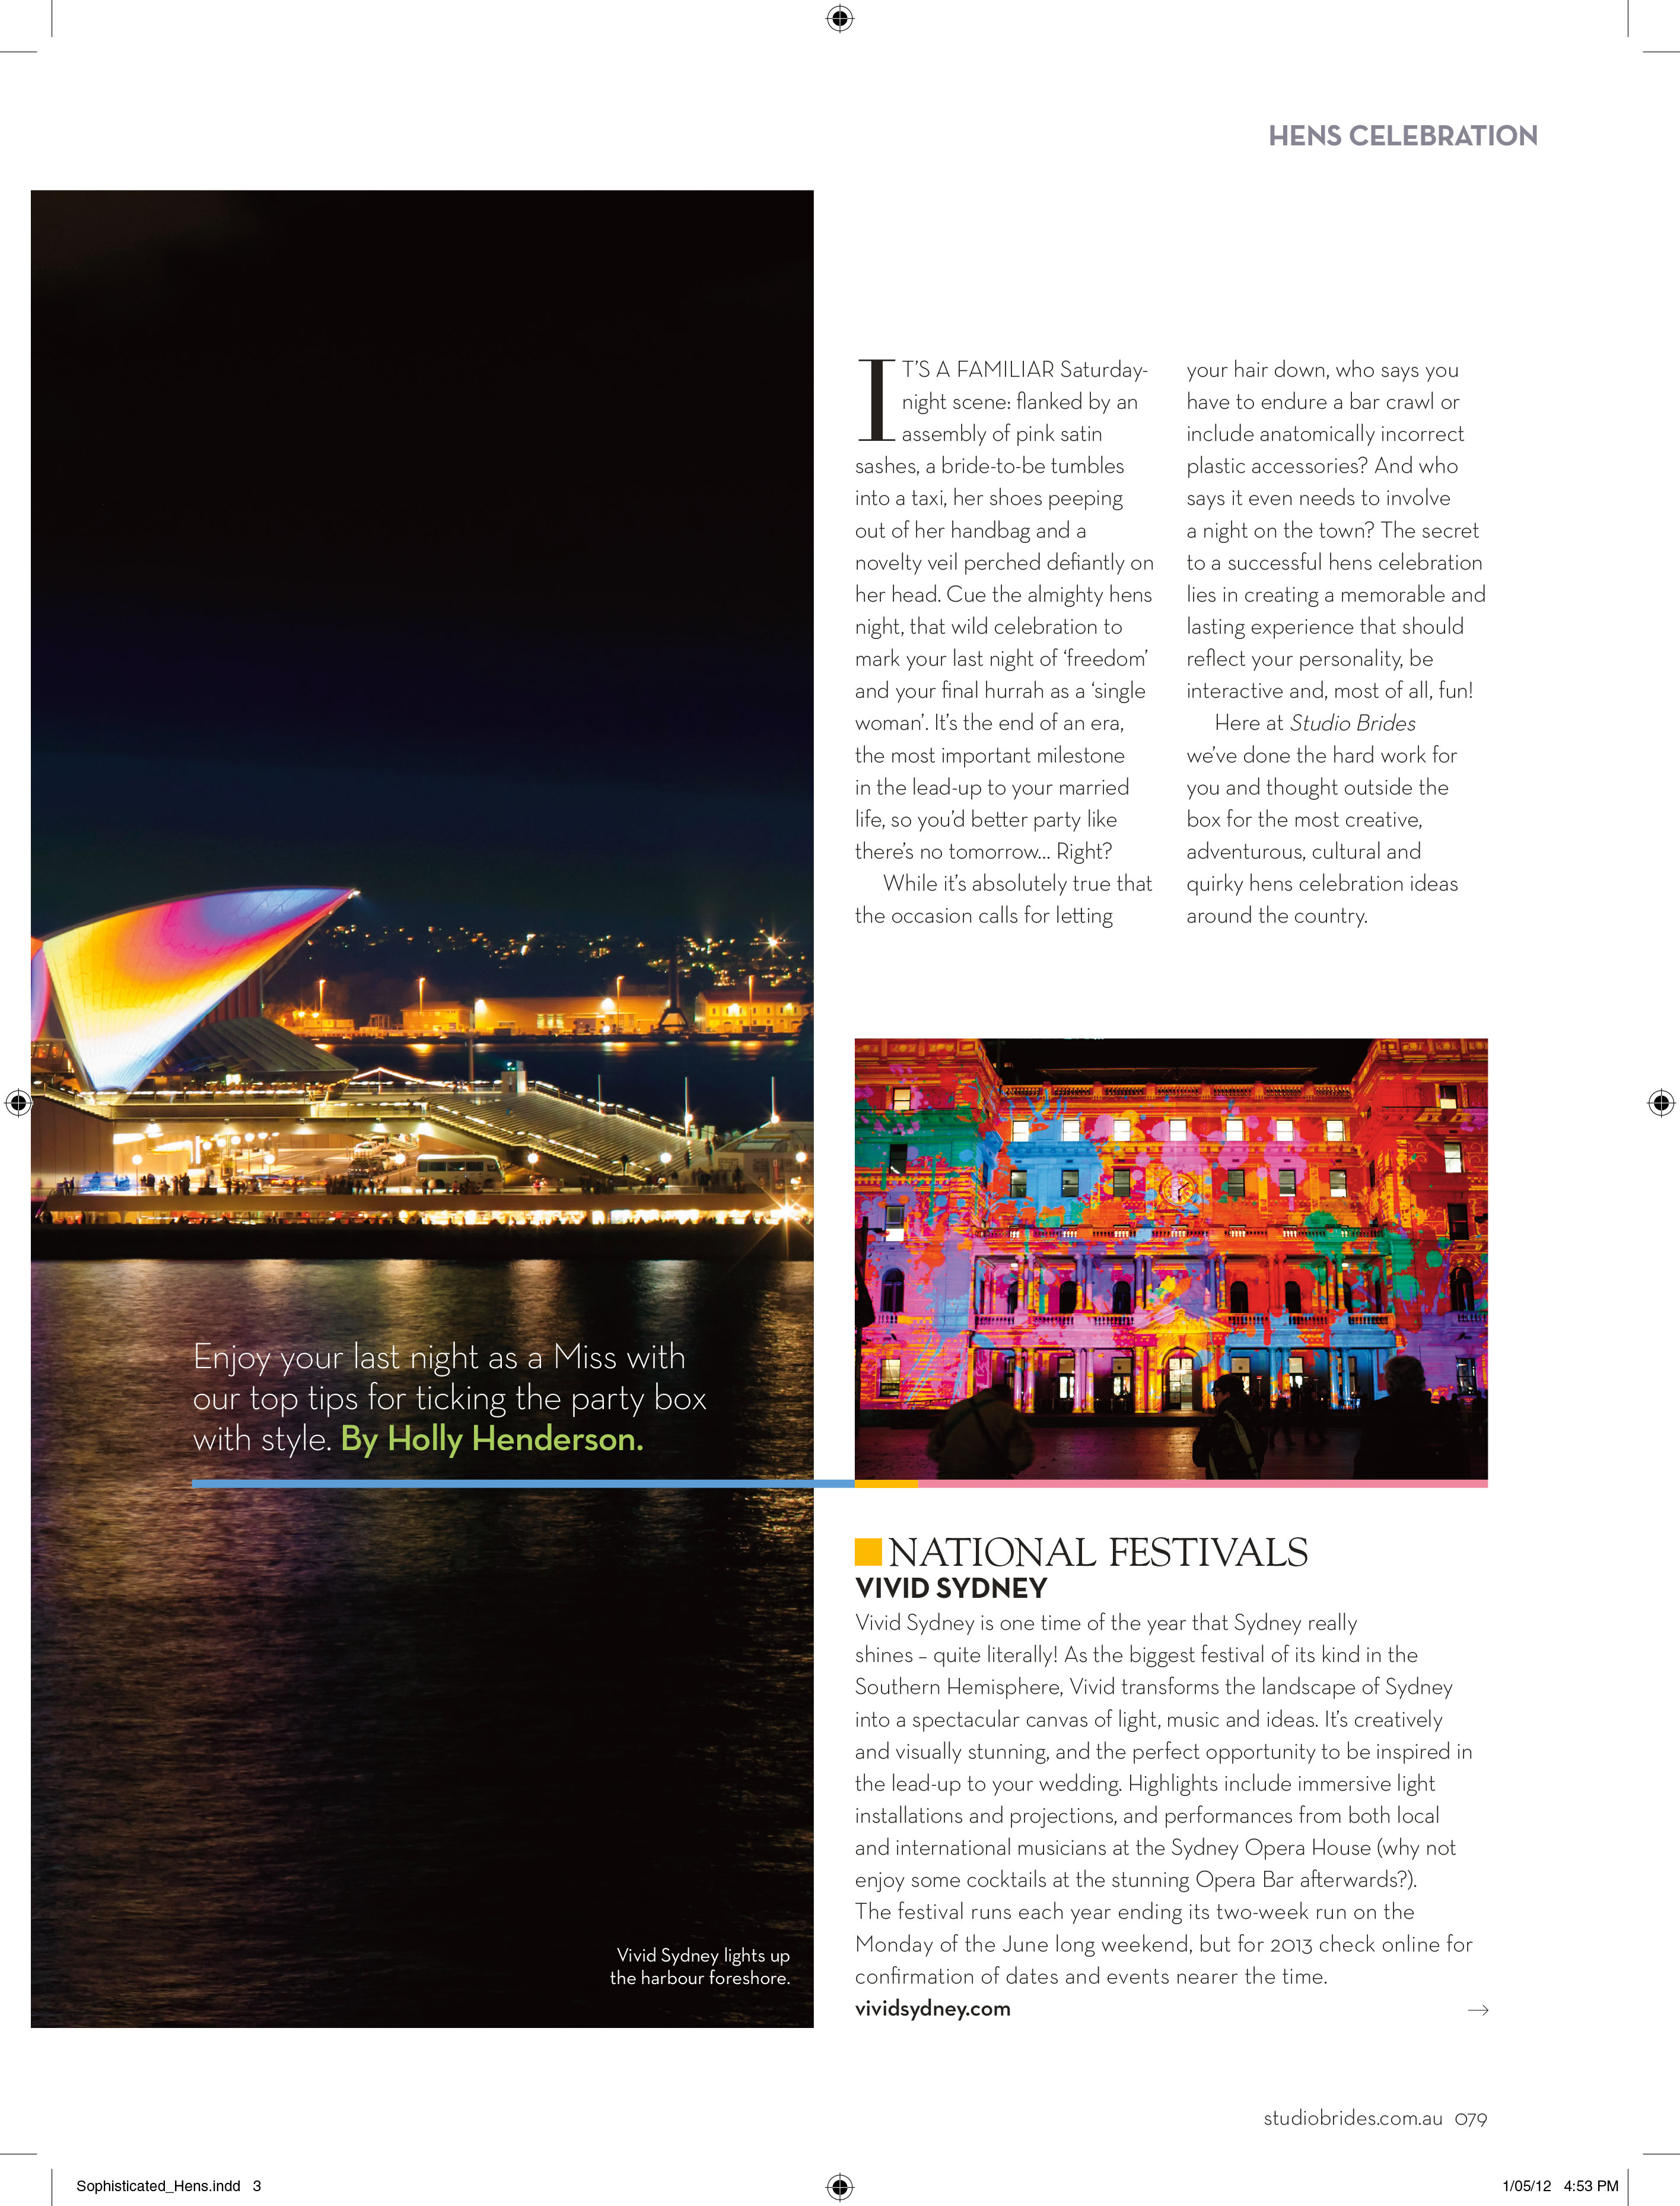 HENS CELEBRATION
IT’S A FAMILIAR Saturday-
night scene: flanked by an
assembly of pink satin
sashes, a bride-to-be tumbles
into a taxi, her shoes peeping
out of her handbag and a
novelty veil perched defiantly on
her head. Cue the almighty hens
night, that wild celebration to
mark your last night of ‘freedom’
and your final hurrah as a ‘single
woman’. It’s the end of an era,
the most important milestone
in the lead-up to your married
life, so you’d better party like
there’s no tomorrow... Right?
While it’s absolutely true that
the occasion calls for letting
your hair down, who says you
have to endure a bar crawl or
include anatomically incorrect
plastic accessories? And who
says it even needs to involve
a night on the town? The secret
to a successful hens celebration
lies in creating a memorable and
lasting experience that should
reflect your personality, be
interactive and, most of all, fun!
Here at Studio Brides
we’ve done the hard work for
you and thought outside the
box for the most creative,
adventurous, cultural and
quirky hens celebration ideas
around the country.
Enjoy your last night as a Miss with
our top tips for ticking the party box
with style. By Holly Henderson.
Vivid Sydney lights up
the harbour foreshore.
NATIONAL FESTIVALS
VIVID SYDNEY
Vivid Sydney is one time of the year that Sydney really
shines – quite literally! As the biggest festival of its kind in the
Southern Hemisphere, Vivid transforms the landscape of Sydney
into a spectacular canvas of light, music and ideas. It’s creatively
and visually stunning, and the perfect opportunity to be inspired in
the lead-up to your wedding. Highlights include immersive light
installations and projections, and performances from both local
and international musicians at the Sydney Opera House (why not
enjoy some cocktails at the stunning Opera Bar afterwards?).
The festival runs each year ending its two-week run on the
Monday of the June long weekend, but for 2013 check online for
confirmation of dates and events nearer the time.
vividsydney.com →
studiobrides.com.au 079
Sophisticated_Hens.indd 3
1/05/12 4:53 PM